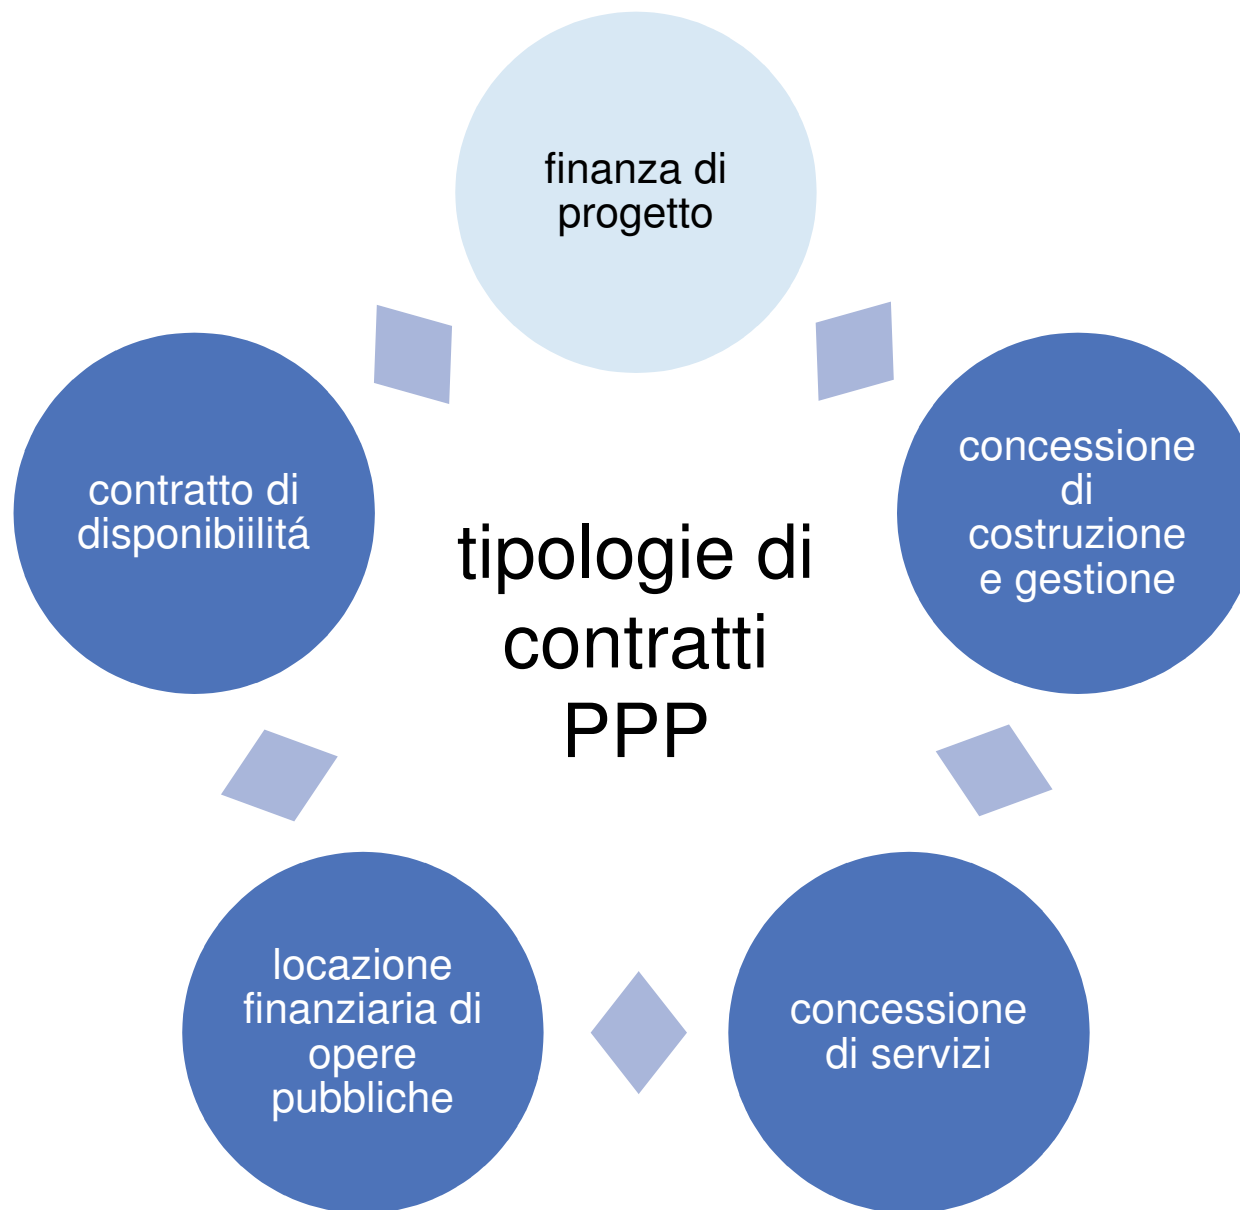 finanza di
progetto
concessione
di
costruzione
e gestione
concessione
di servizi
locazione
finanziaria di
opere
pubbliche
contratto di
disponibiilitá
tipologie di
contratti
PPP